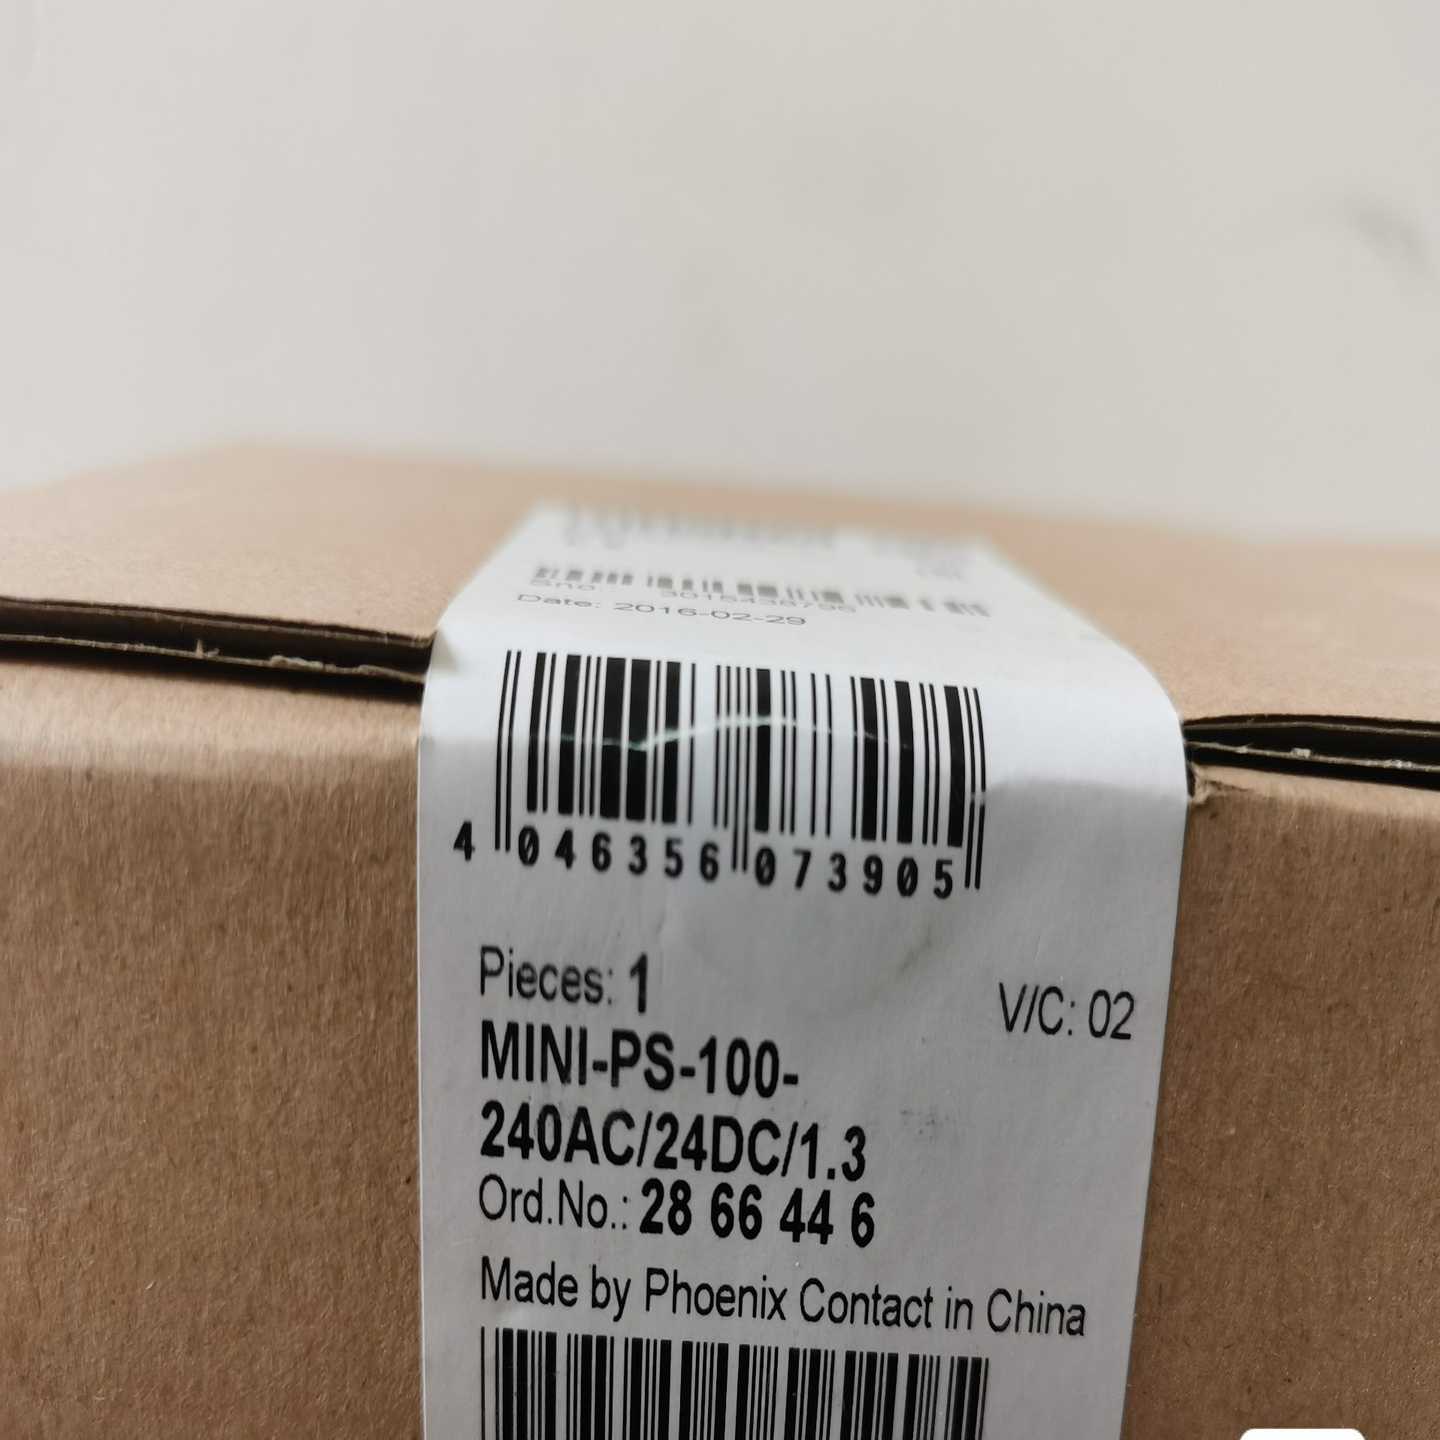 Sno:
Date: 2016-02-29
4 046356 073905
Pieces: 1
V/C: 02
MINI-PS-100-
240AC/24DC/1.3
Ord.No.: 28 66 44 6
Made by Phoenix Contact in China